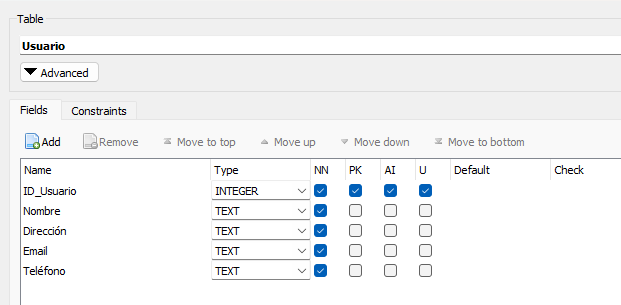 Table
Usuario
Advanced
Fields Constraints
Add Remove Move to top Move up Move down Move to bottom
Name Type NN PK AI U Default Check
ID_Usuario INTEGER
Nombre TEXT
Dirección TEXT
Email TEXT
Teléfono TEXT